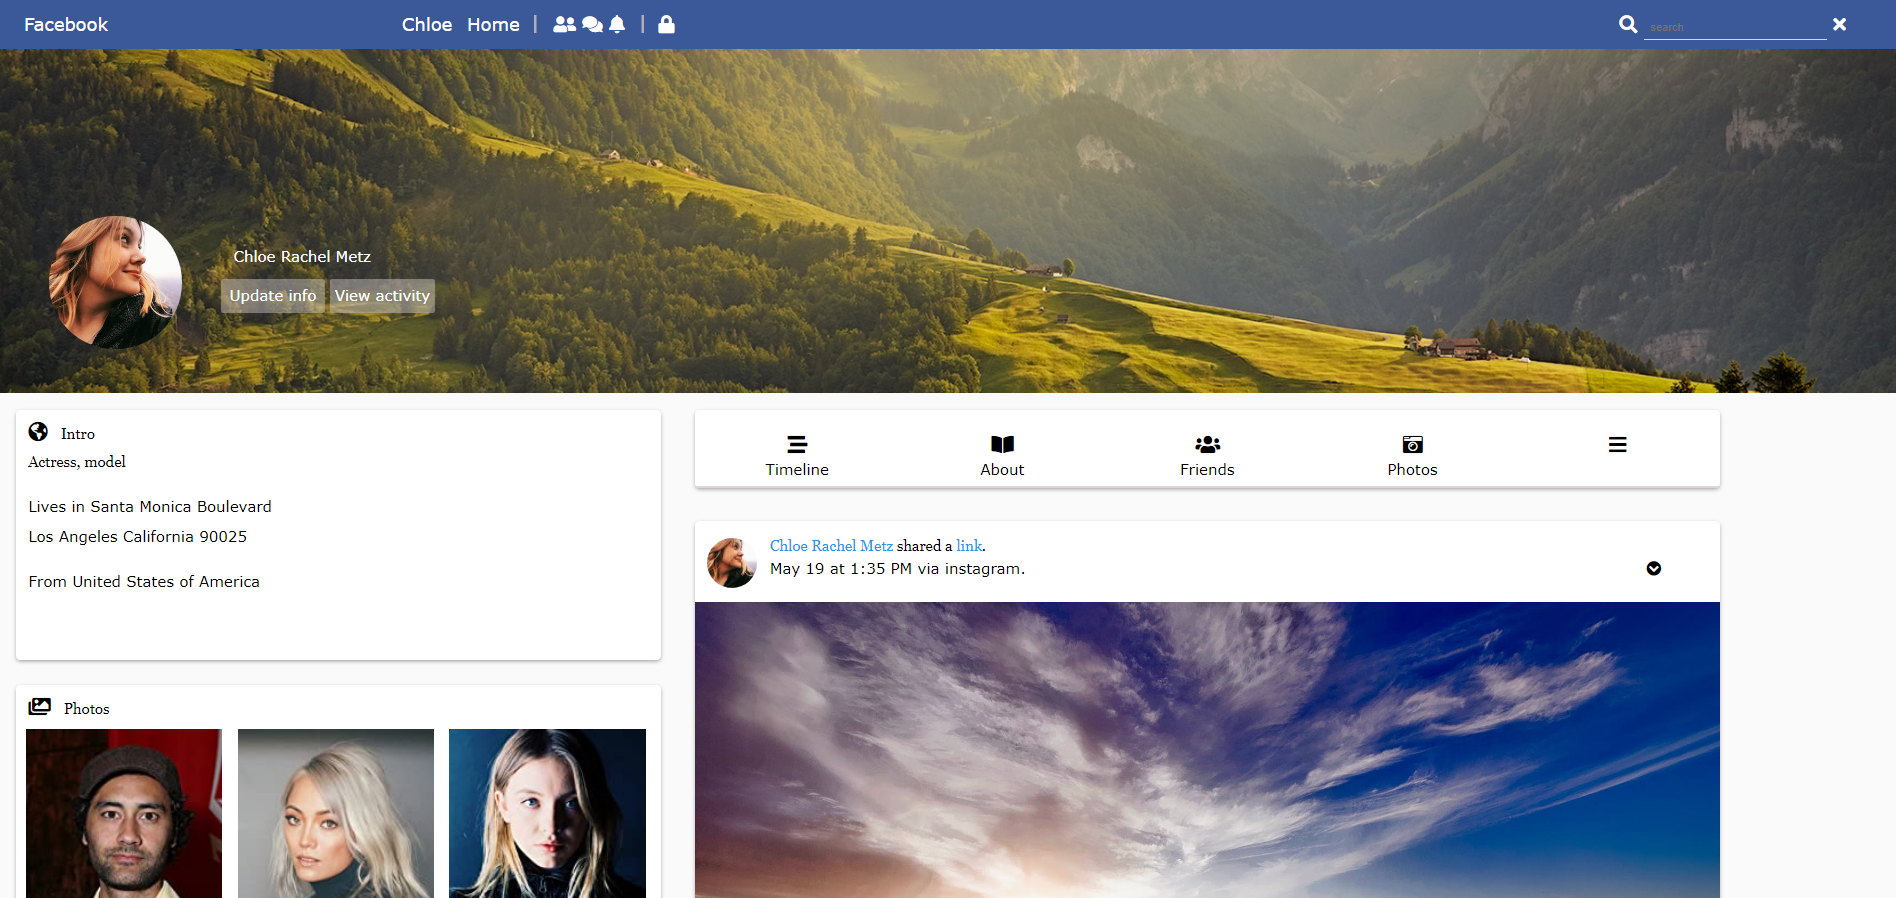 Facebook
Chloe Home | |
search
Chloe Rachel Metz
Update info View activity
Intro
Actress, model
Lives in Santa Monica Boulevard
Los Angeles California 90025
From United States of America
Photos
Timeline About Friends Photos
Chloe Rachel Metz shared a link.
May 19 at 1:35 PM via instagram.